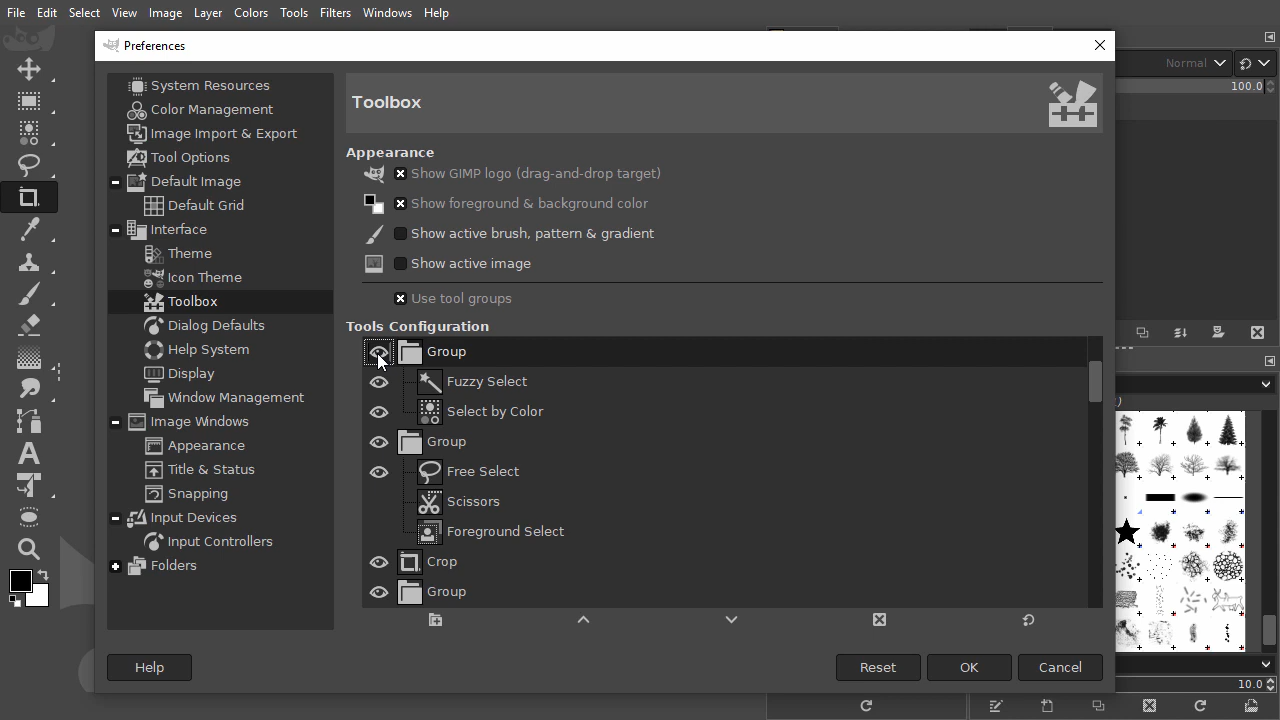 File Edit Select View Image Layer Colors Tools Filters Windows Help
Preferences
System Resources
Color Management
Image Import & Export
Tool Options
Default Image
Default Grid
Interface
Theme
Icon Theme
Toolbox
Dialog Defaults
Help System
Display
Window Management
Image Windows
Appearance
Title & Status
Snapping
Input Devices
Input Controllers
Folders
Toolbox
Appearance
Show GIMP logo (drag-and-drop target)
Show foreground & background color
Show active brush, pattern & gradient
Show active image
Use tool groups
Tools Configuration
Group
Fuzzy Select
Select by Color
Group
Free Select
Scissors
Foreground Select
Crop
Group
Help
Reset OK Cancel
Normal
100.0
10.0